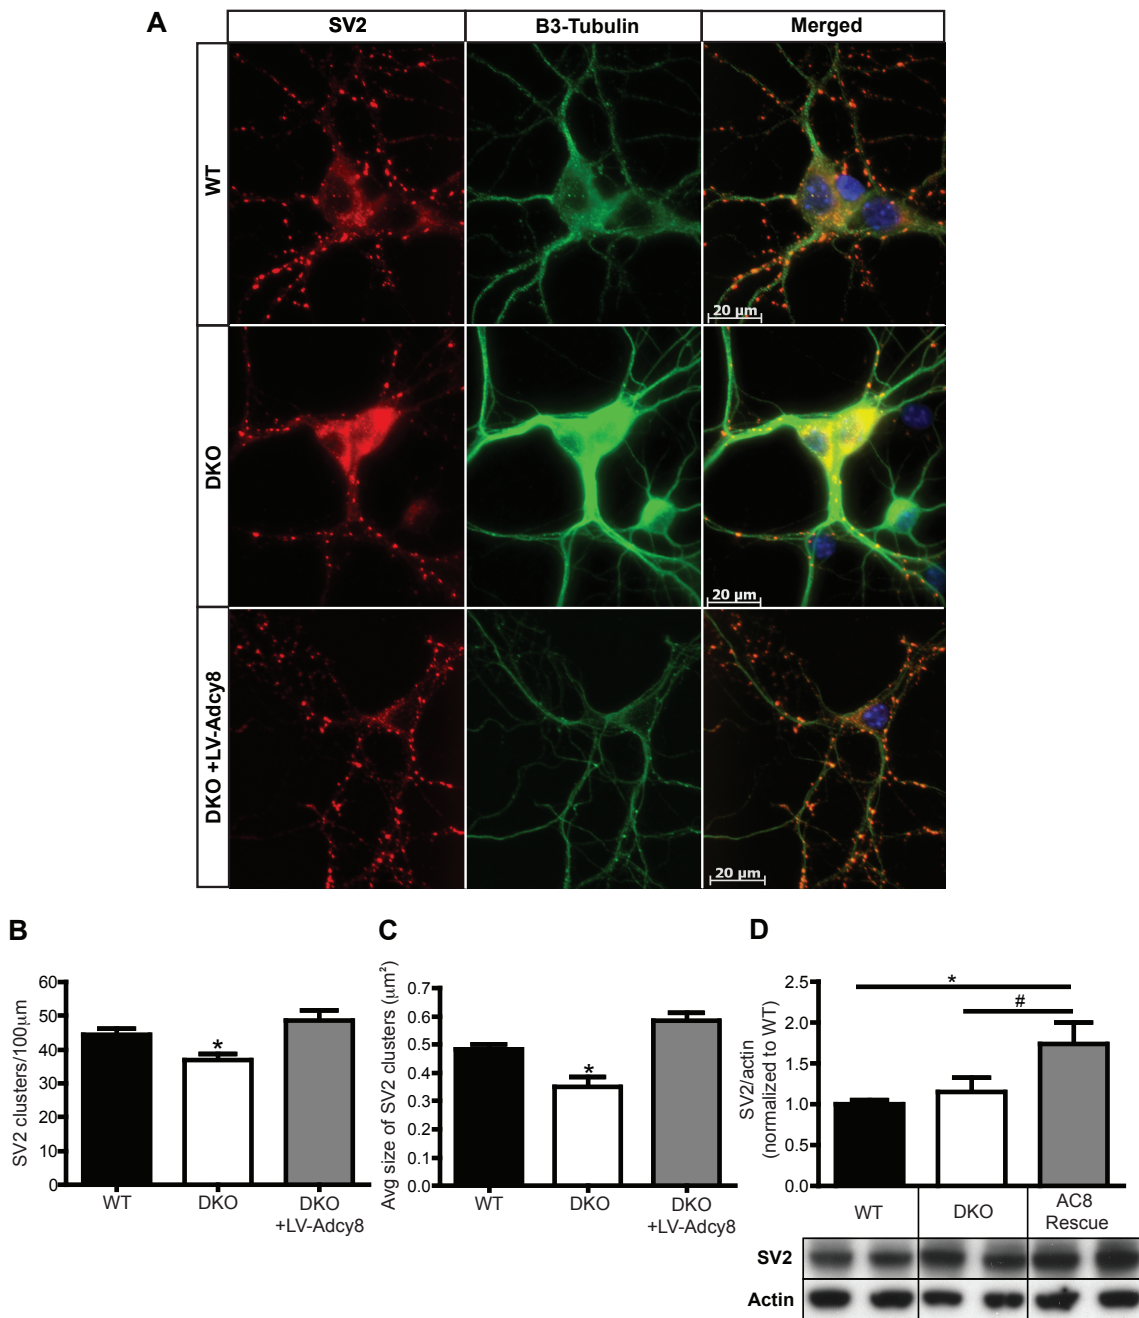 A
SV2 B3-Tubulin Merged
WT
20 µm
DKO
20 µm
DKO +LV-Adcy8
20 µm
B
SV2 clusters/100µm
60
50
40
30
20
10
0
*
WT DKO DKO
+LV-Adcy8
C
Avg size of SV2 clusters (µm²)
0.7
0.6
0.5
0.4
0.3
0.2
0.1
0.0
*
WT DKO DKO
+LV-Adcy8
D
SV2/actin
(normalized to WT)
2.5
2.0
1.5
1.0
0.5
0.0
*
#
WT DKO AC8
Rescue
SV2
Actin